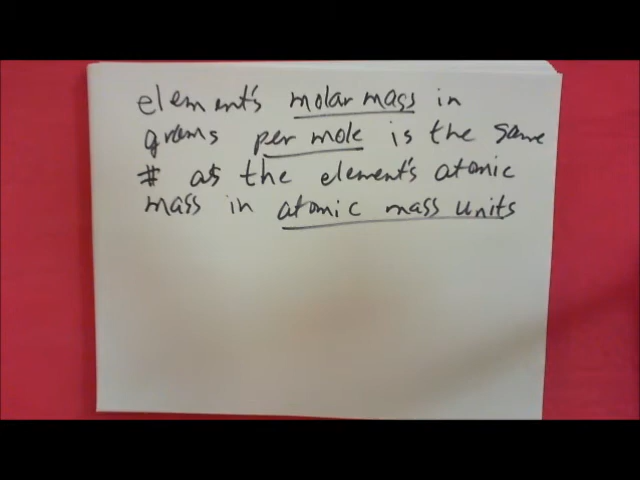 element's molar mass in
grams per mole is the same
# as the element's atomic
mass in atomic mass units